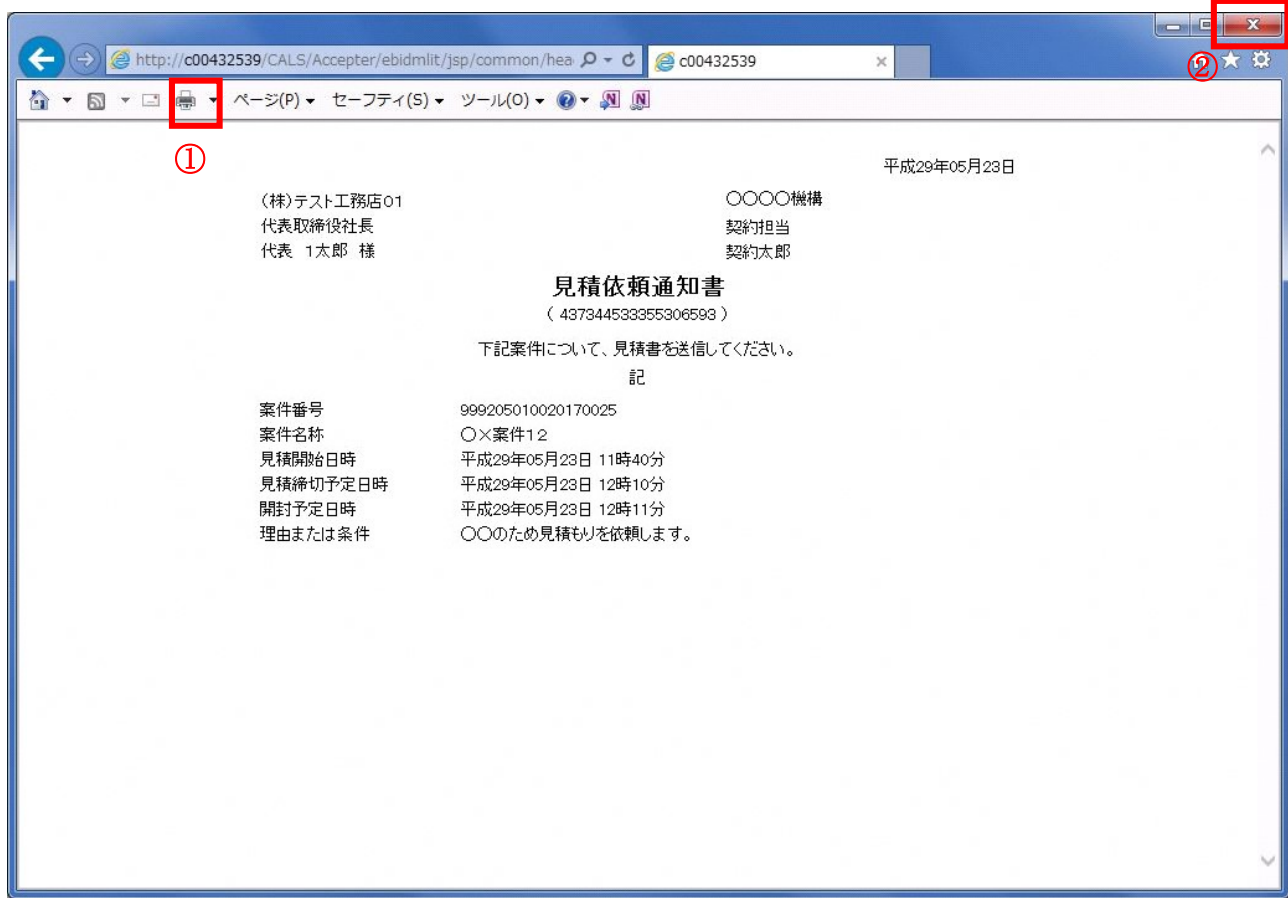 http://c00432539/CALS/Accepter/ebidmlit/jsp/common/hea
c00432539
②
ページ(P) セーフティ(S) ツール(O)
①
平成29年05月23日
(株)テスト工務店01
○○○○機構
代表取締役社長
契約担当
代表 1太郎 様
契約太郎
見積依頼通知書
( 437344533355306593 )
下記案件について、見積書を送信してください。
記
案件番号 999205010020170025
案件名称 ○×案件12
見積開始日時 平成29年05月23日 11時40分
見積締切予定日時 平成29年05月23日 12時10分
開封予定日時 平成29年05月23日 12時11分
理由または条件 ○○のため見積もりを依頼します。